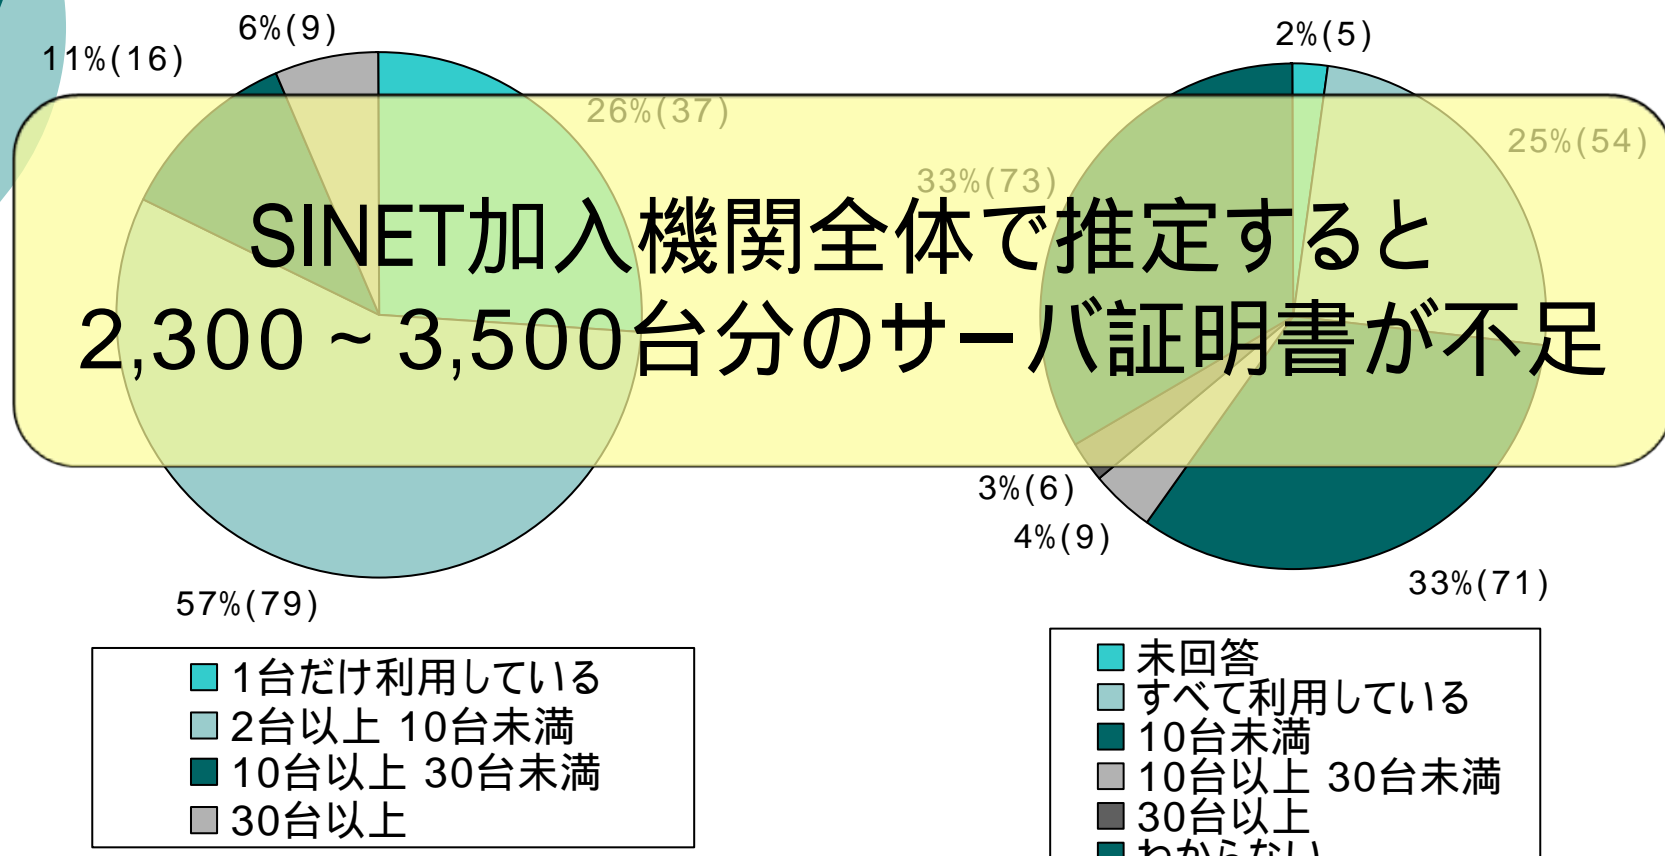 6%(9)
11%(16)
26%(37)
57%(79)
2%(5)
25%(54)
33%(73)
3%(6)
4%(9)
33%(71)
SINET加入機関全体で推定すると
2,300 ~ 3,500台分のサーバ証明書が不足
1台だけ利用している
2台以上 10台未満
10台以上 30台未満
30台以上
未回答
すべて利用している
10台未満
10台以上 30台未満
30台以上
わからない